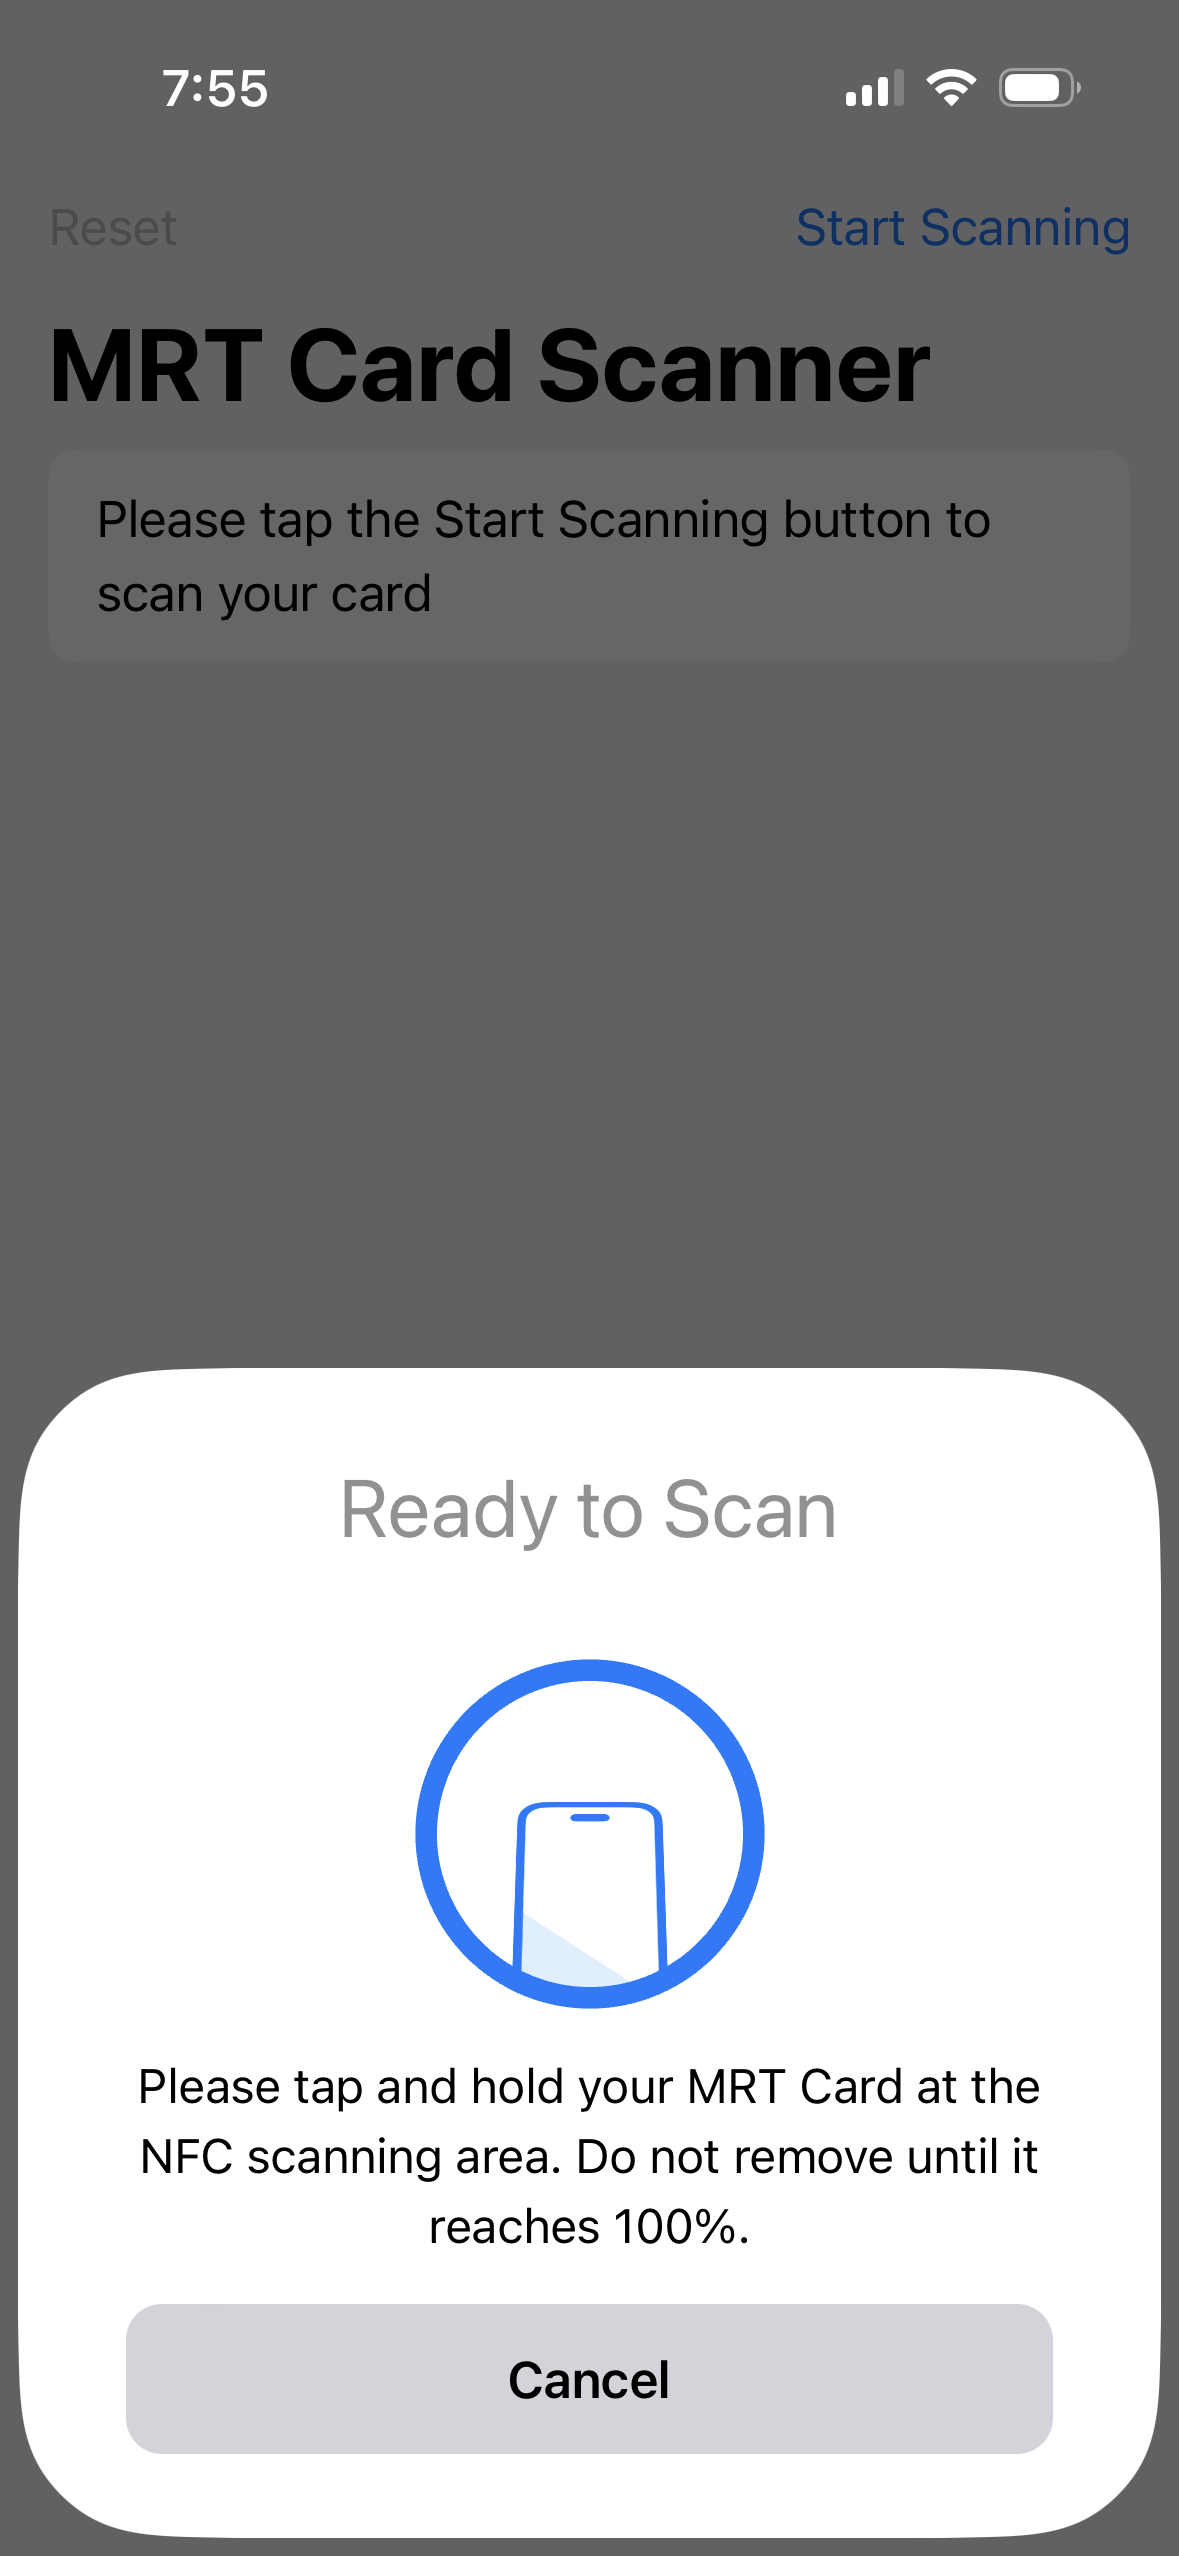 7:55
Reset
Start Scanning
MRT Card Scanner
Please tap the Start Scanning button to
scan your card
Ready to Scan
Please tap and hold your MRT Card at the
NFC scanning area. Do not remove until it
reaches 100%.
Cancel